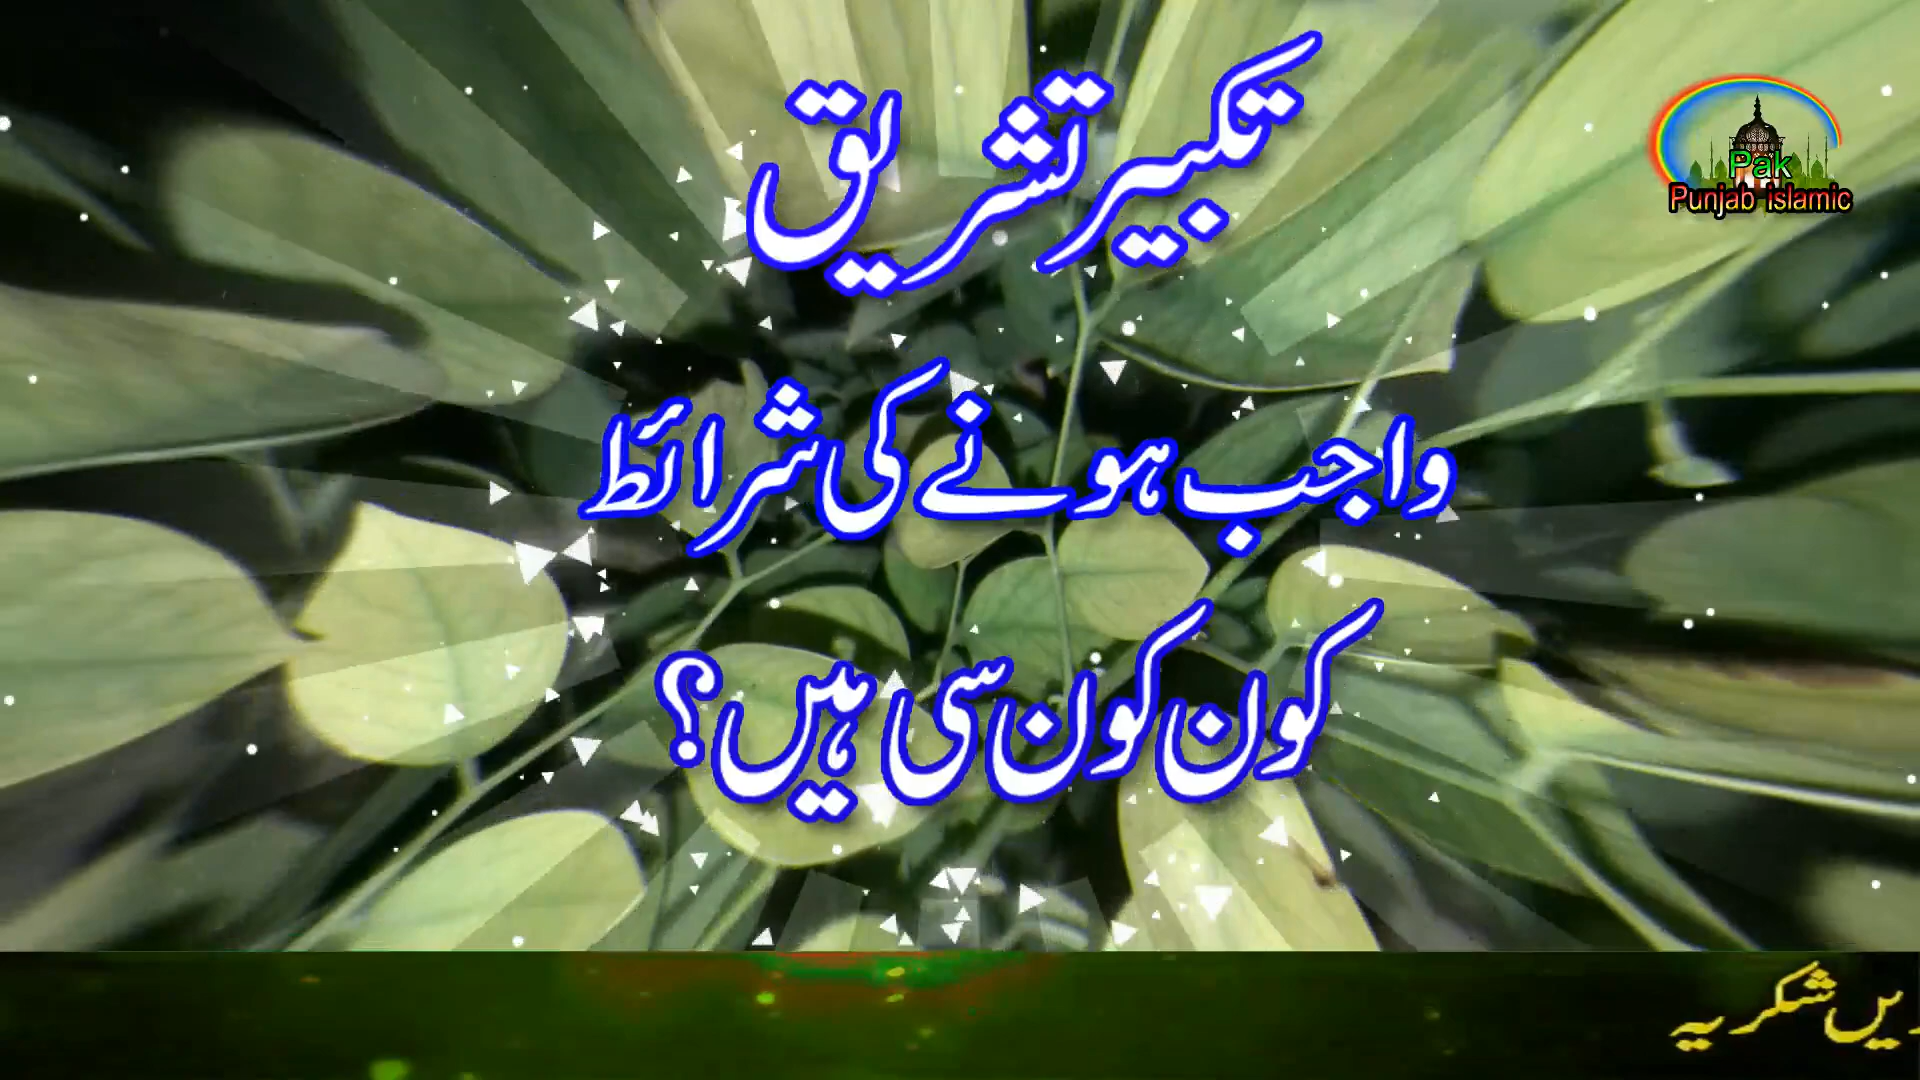 تکبیر تشریق
Pak
Punjab islamic
واجب ہونے کی شرائط
کون کون سی ہیں؟
شکریہ